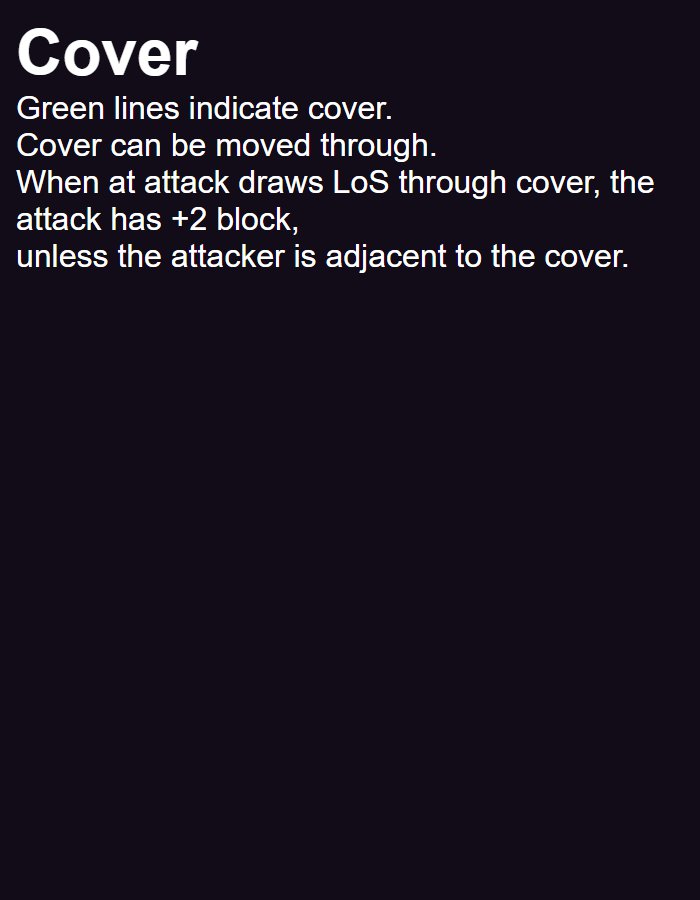 Cover
Green lines indicate cover.
Cover can be moved through.
When at attack draws LoS through cover, the
attack has +2 block,
unless the attacker is adjacent to the cover.